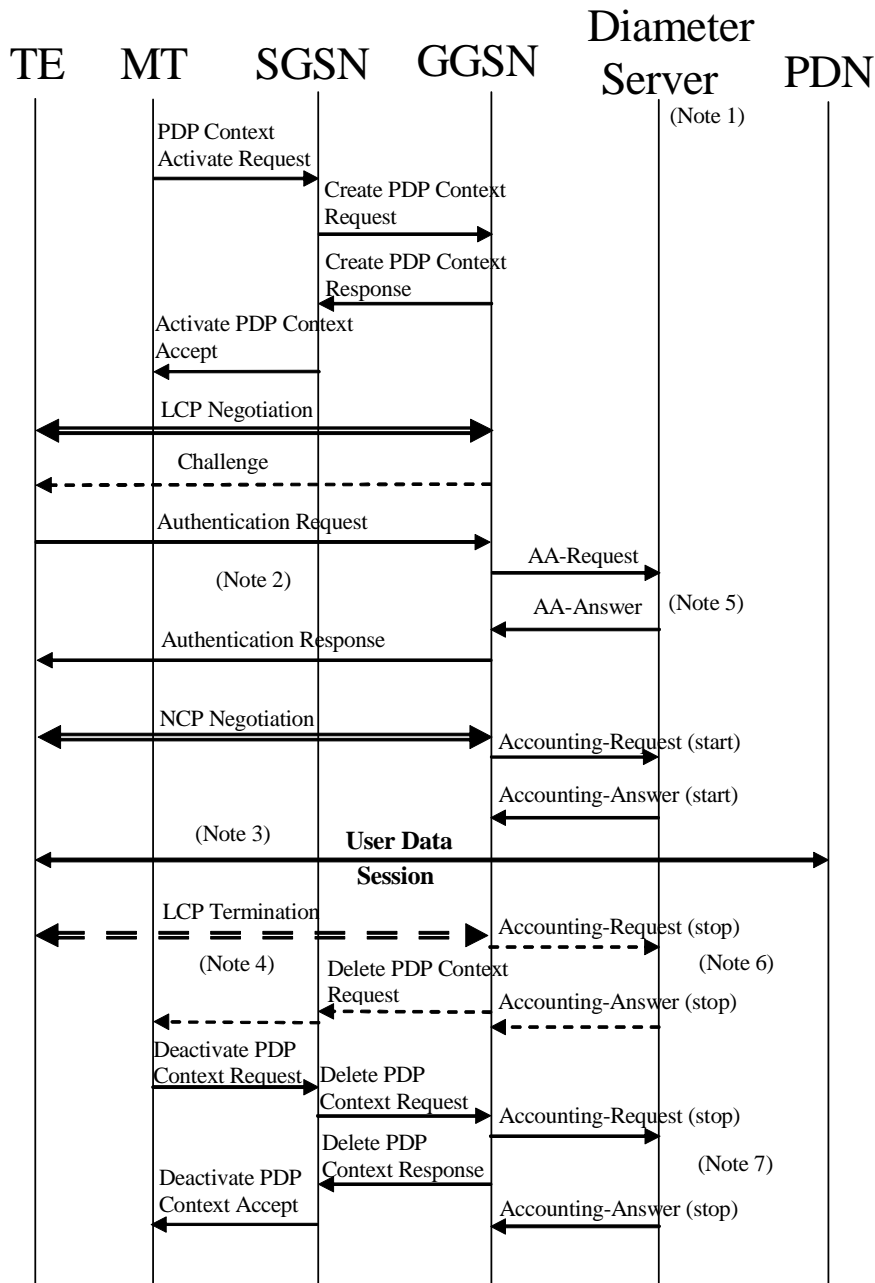 TE MT SGSN GGSN Diameter Server PDN
(Note 1)
PDP Context
Activate Request
Create PDP Context
Request
Create PDP Context
Response
Activate PDP Context
Accept
LCP Negotiation
Challenge
Authentication Request
AA-Request
(Note 2)
(Note 5)
AA-Answer
Authentication Response
NCP Negotiation
Accounting-Request (start)
Accounting-Answer (start)
(Note 3)
User Data
Session
LCP Termination
Accounting-Request (stop)
(Note 4)
(Note 6)
Delete PDP Context
Request
Accounting-Answer (stop)
Deactivate PDP
Context Request
Delete PDP
Context Request
Accounting-Request (stop)
Delete PDP
Context Response
(Note 7)
Deactivate PDP
Context Accept
Accounting-Answer (stop)